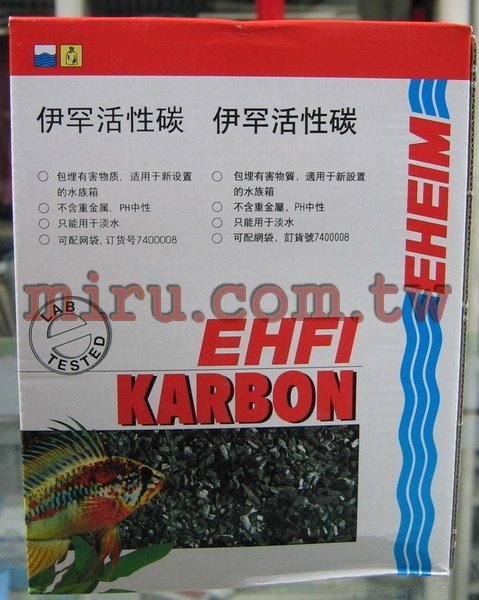 伊罕活性碳
○ 包埋有害物质，适用于新设置
的水族箱
○ 不含重金属，PH中性
○ 只能用于淡水
○ 可配网袋，订货号7400008
伊罕活性碳
○ 包埋有害物質，適用于新設置
的水族箱
○ 不含重金屬，PH中性
○ 只能用于淡水
○ 可配網袋，訂貨號7400008
EHEIM
miru.com.tw
LAB
TESTED
EHFI
KARBON